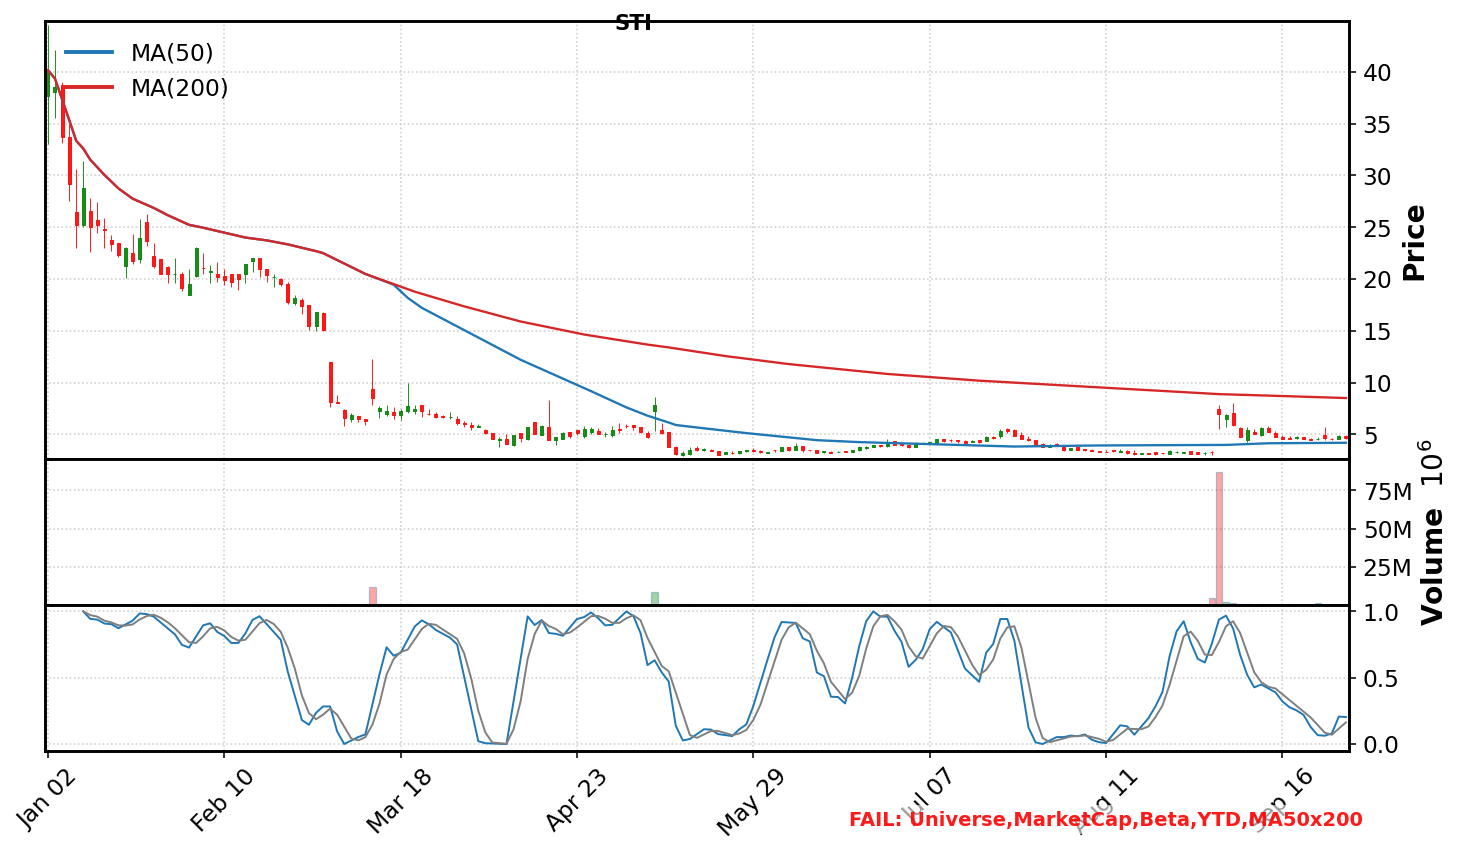 STI
MA(50)
MA(200)
40
35
30
25
20
15
10
5
Price
75M
50M
25M
Volume 10^6
1.0
0.5
0.0
Jan 02
Feb 10
Mar 18
Apr 23
May 29
Jul 07
Aug 11
Sep 16
FAIL: Universe,MarketCap,Beta,YTD,MA50x200